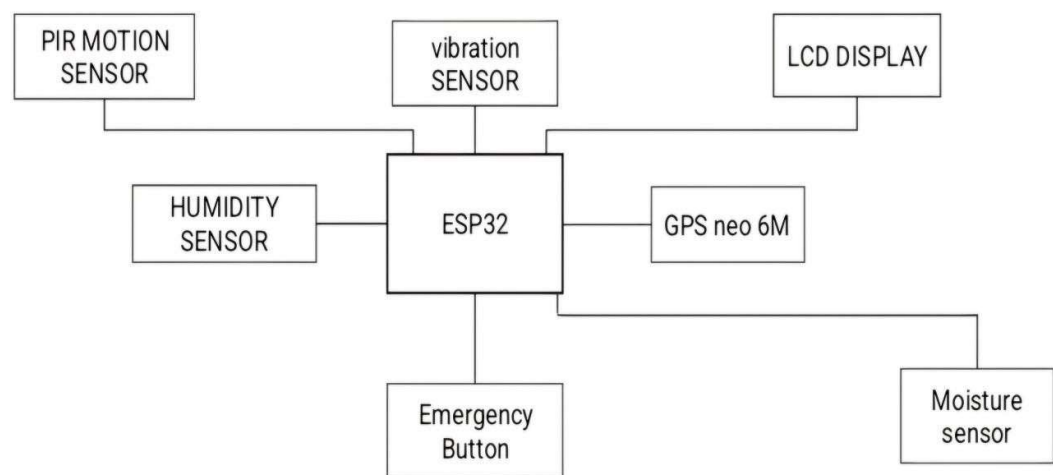 PIR MOTION
SENSOR
vibration
SENSOR
LCD DISPLAY
HUMIDITY
SENSOR
ESP32
GPS neo 6M
Emergency
Button
Moisture
sensor